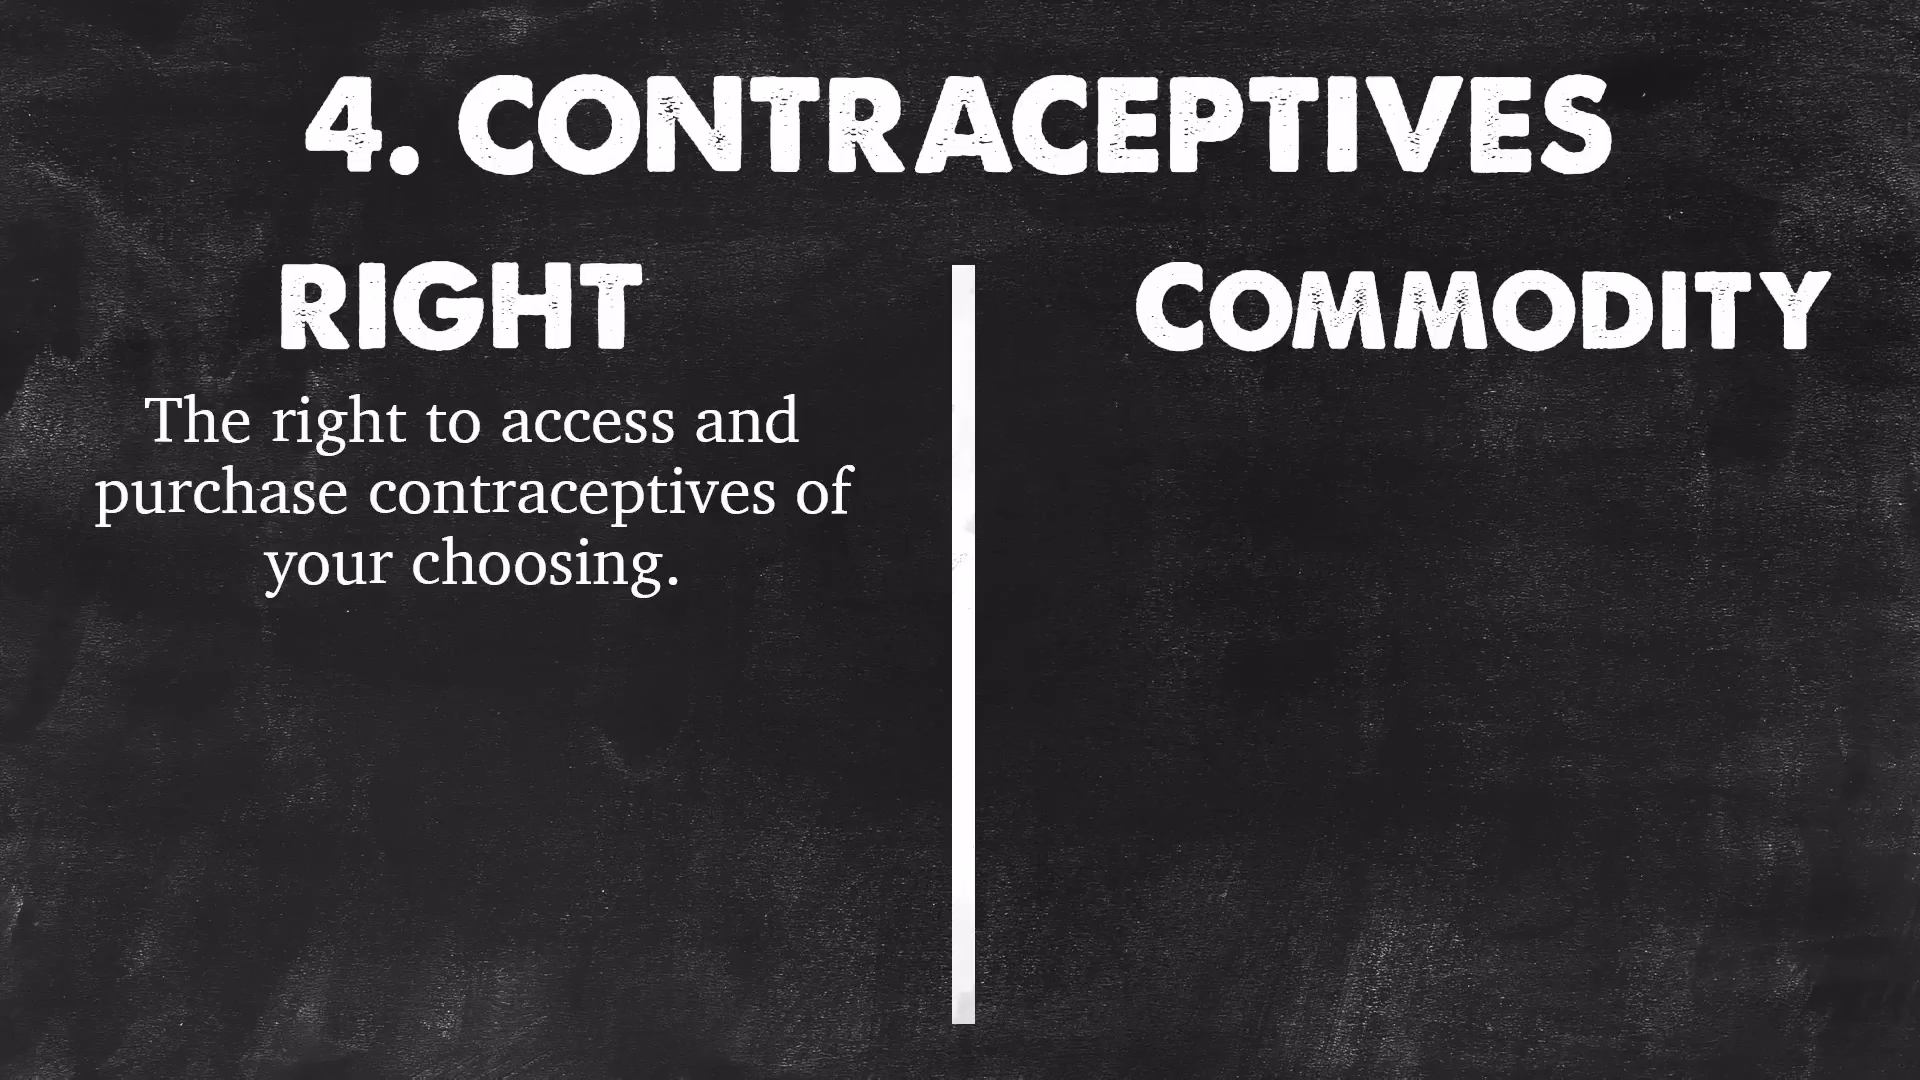 4. CONTRACEPTIVES
RIGHT
The right to access and
purchase contraceptives of
your choosing.
COMMODITY